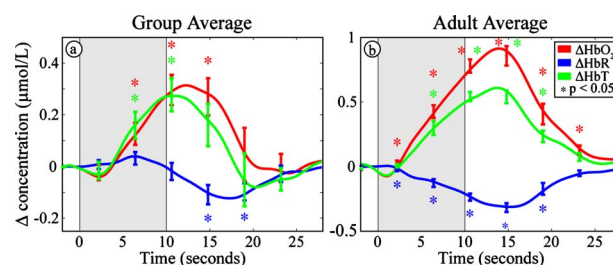 Group Average
Adult Average
Δ concentration (μmol/L)
a
0.4
0.2
0
-0.2
0
5
10
15
20
25
Time (seconds)
b
1
0.5
0
-0.5
0
5
10
15
20
25
Time (seconds)
ΔHbO₂
ΔHbR
ΔHbT
* p < 0.05